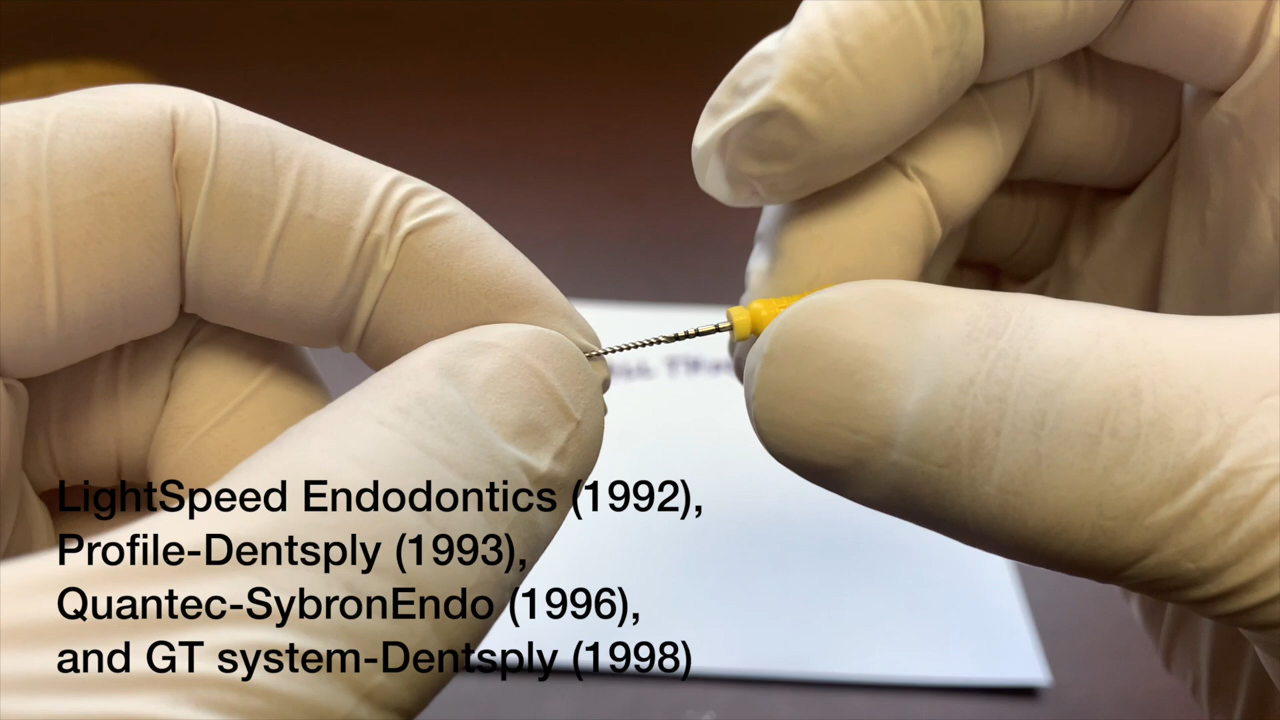 LightSpeed Endodontics (1992),
Profile-Dentsply (1993),
Quantec-SybronEndo (1996),
and GT system-Dentsply (1998)